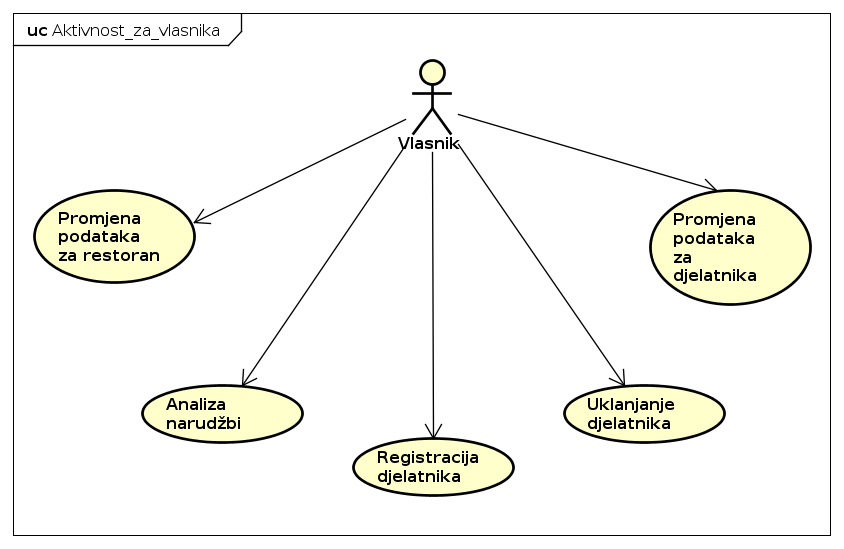 uc Aktivnost_za_vlasnika
Vlasnik
Promjena
podataka
za restoran
Promjena
podataka
za
djelatnika
Analiza
narudžbi
Uklanjanje
djelatnika
Registracija
djelatnika